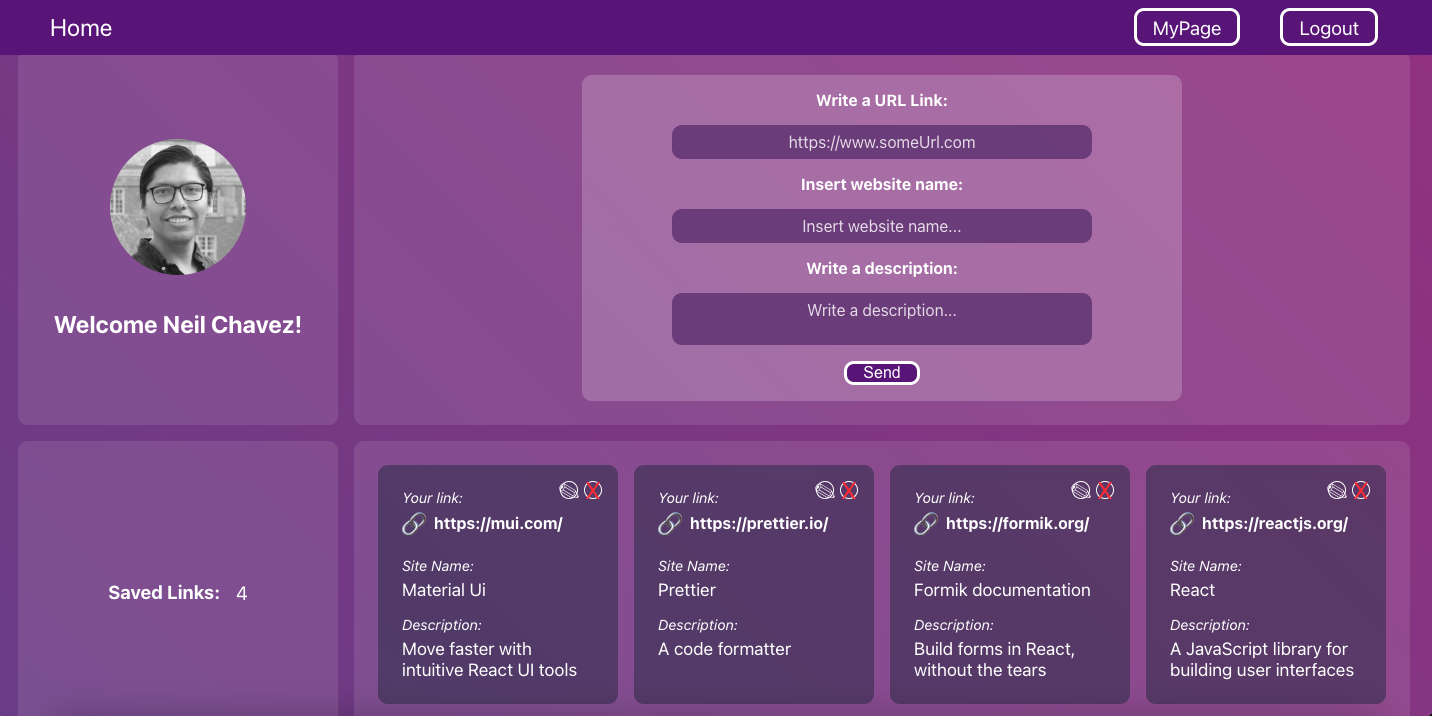 Home
MyPage
Logout
Welcome Neil Chavez!
Write a URL Link:
https://www.someUrl.com
Insert website name:
Insert website name...
Write a description:
Write a description...
Send
Saved Links: 4
Your link:
https://mui.com/
Site Name:
Material Ui
Description:
Move faster with
intuitive React UI tools
Your link:
https://prettier.io/
Site Name:
Prettier
Description:
A code formatter
Your link:
https://formik.org/
Site Name:
Formik documentation
Description:
Build forms in React,
without the tears
Your link:
https://reactjs.org/
Site Name:
React
Description:
A JavaScript library for
building user interfaces